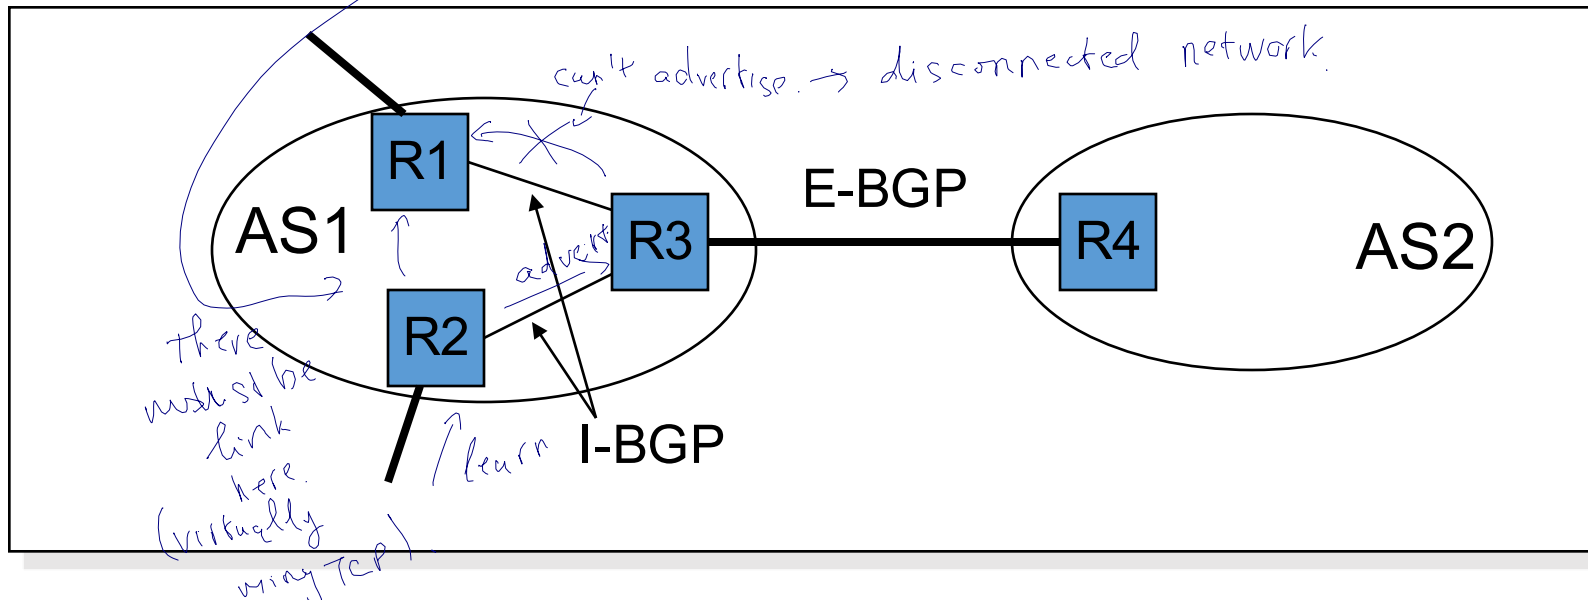 can't advertise. → disconnected network.
R1
E-BGP
AS1
R3
R4
AS2
advert
R2
there
must be
link
here.
(virtually
using TCP).
learn
I-BGP